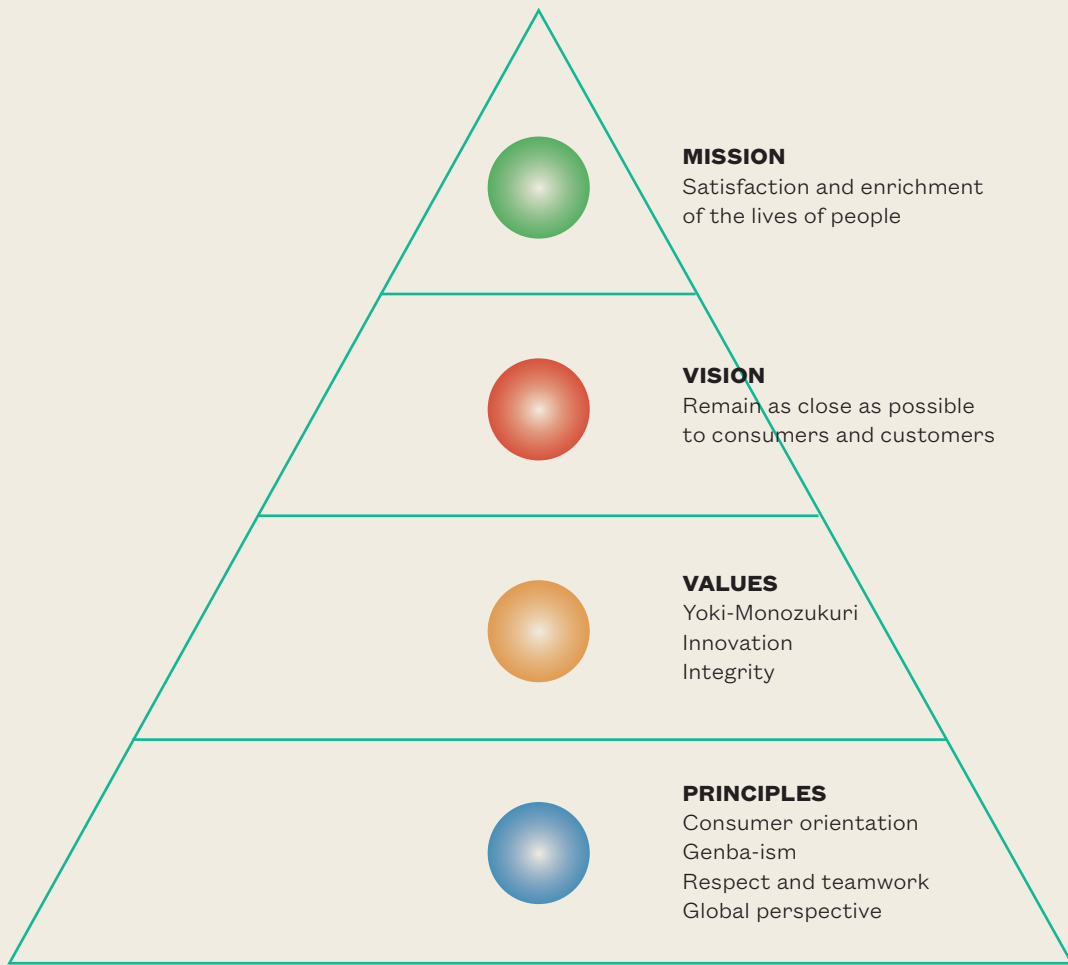 MISSION
Satisfaction and enrichment
of the lives of people
VISION
Remain as close as possible
to consumers and customers
VALUES
Yoki-Monozukuri
Innovation
Integrity
PRINCIPLES
Consumer orientation
Genba-ism
Respect and teamwork
Global perspective